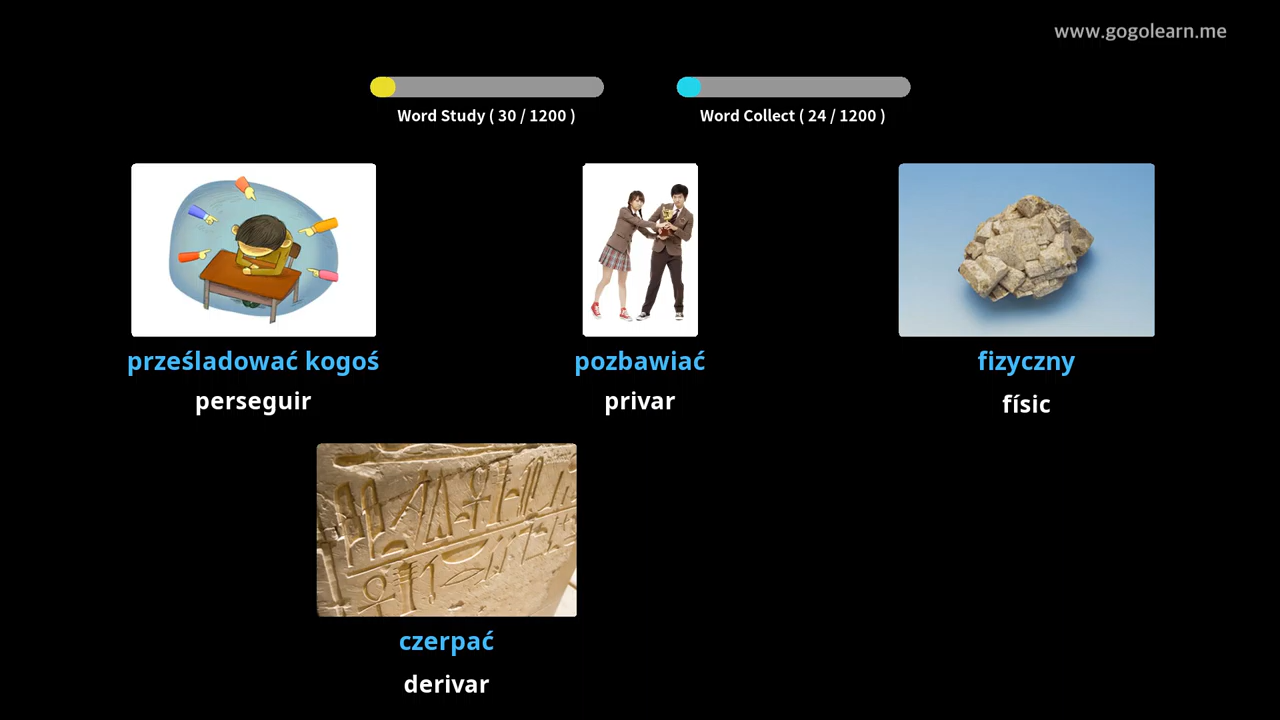 www.gogolearn.me
Word Study ( 30 / 1200 )
Word Collect ( 24 / 1200 )
prześladować kogoś
perseguir
pozbawiać
privar
fizyczny
físic
czerpać
derivar